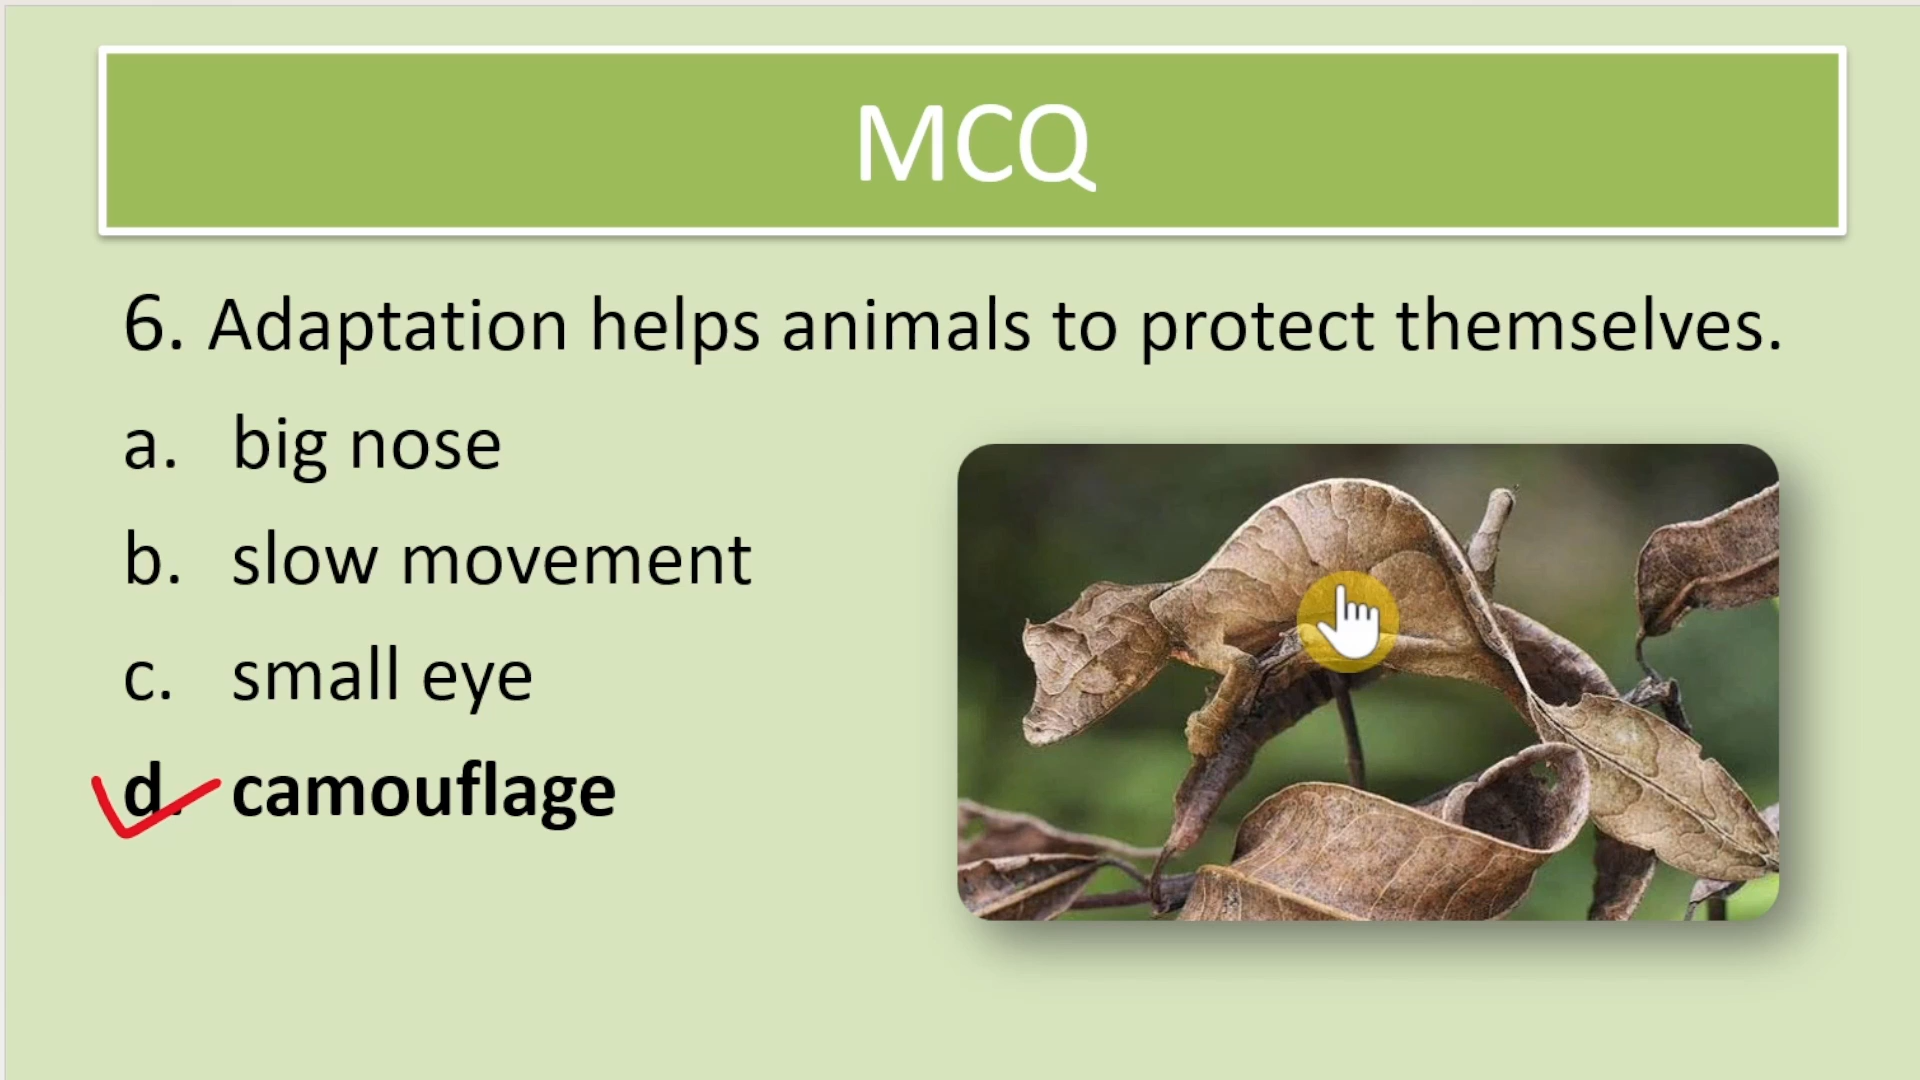 MCQ
6. Adaptation helps animals to protect themselves.
a. big nose
b. slow movement
c. small eye
d. camouflage